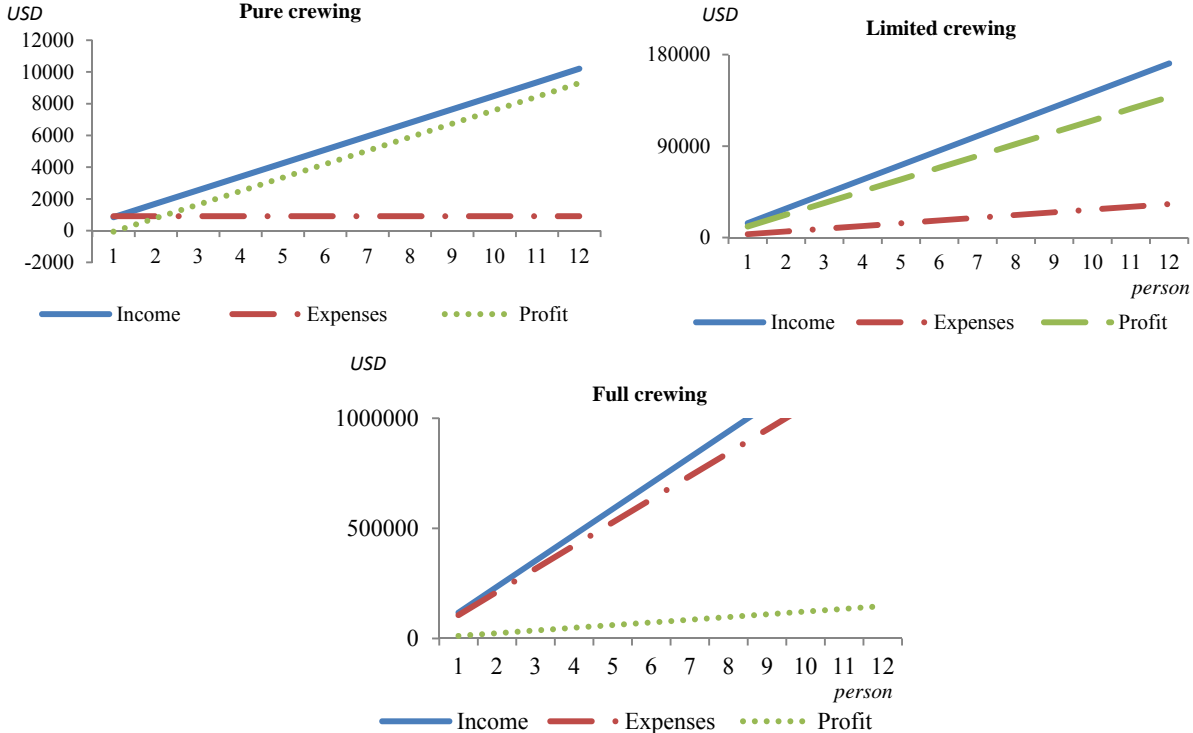 USD
Pure crewing
12000
10000
8000
6000
4000
2000
0
-2000
1 2 3 4 5 6 7 8 9 10 11 12
Income Expenses Profit
USD
Limited crewing
180000
90000
0
1 2 3 4 5 6 7 8 9 10 11 12
person
Income Expenses Profit
USD
Full crewing
1000000
500000
0
1 2 3 4 5 6 7 8 9 10 11 12
person
Income Expenses Profit